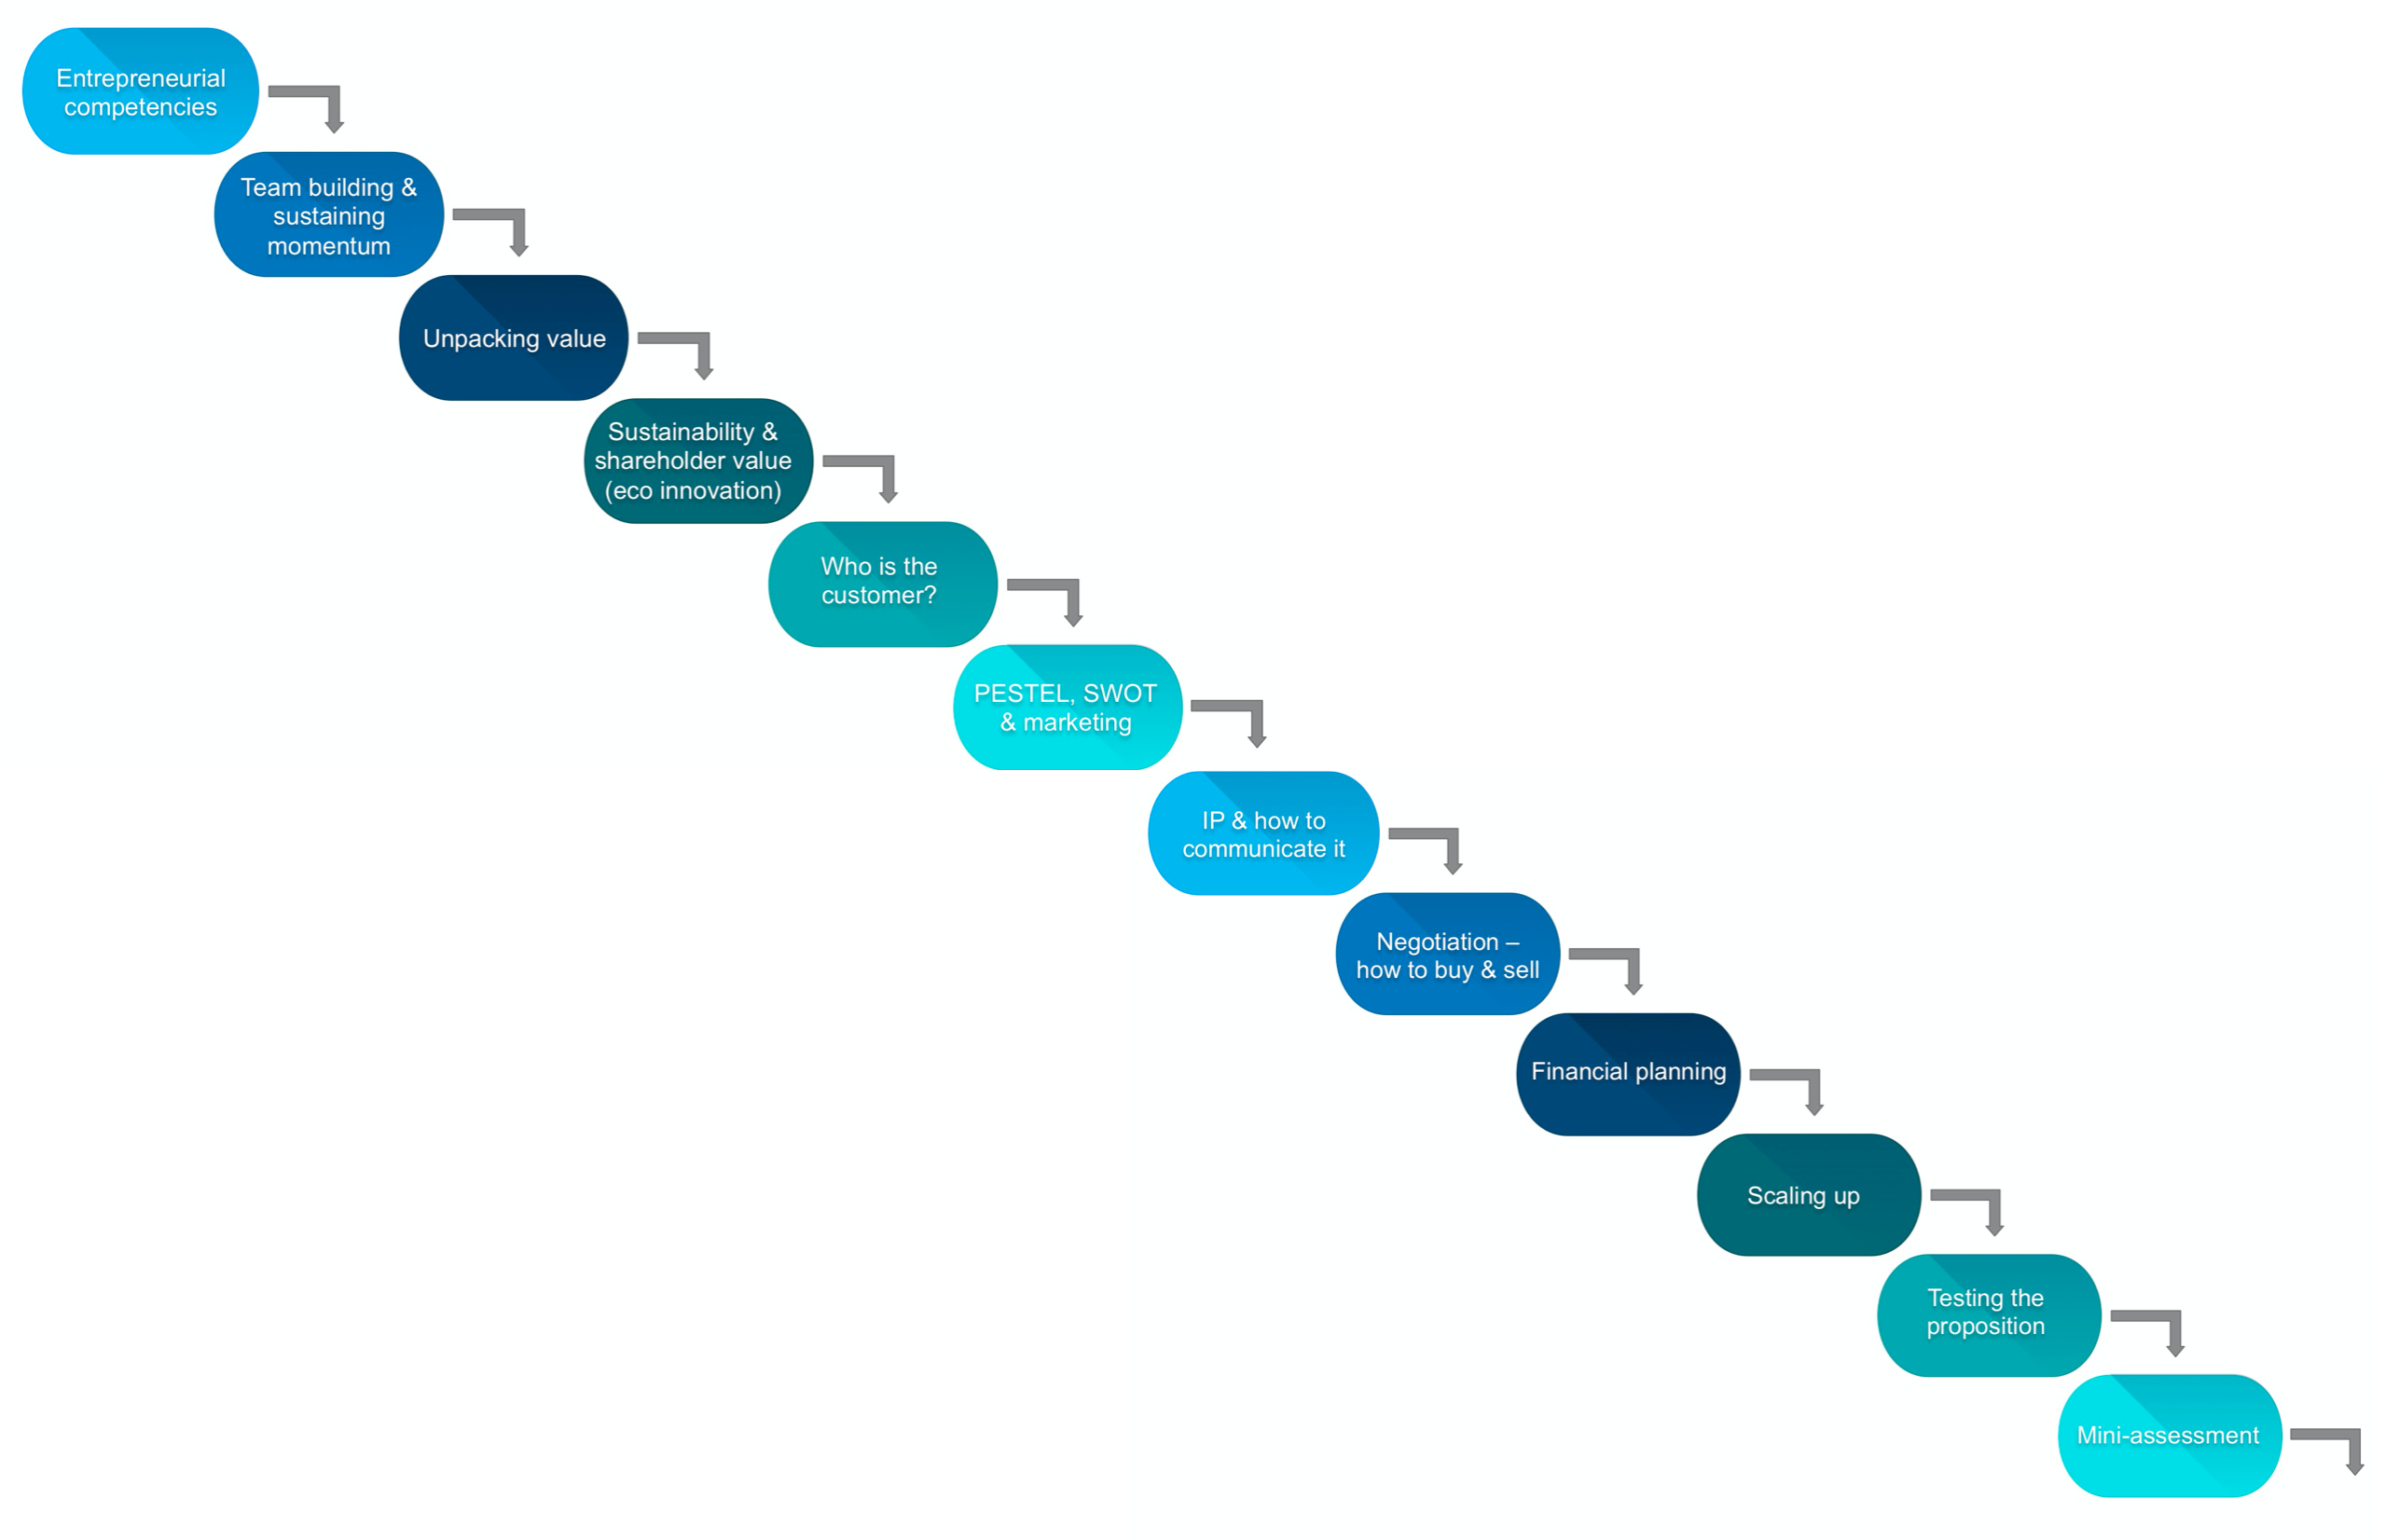 Entrepreneurial
competencies
Team building &
sustaining
momentum
Unpacking value
Sustainability &
shareholder value
(eco innovation)
Who is the
customer?
PESTEL, SWOT
& marketing
IP & how to
communicate it
Negotiation –
how to buy & sell
Financial planning
Scaling up
Testing the
proposition
Mini-assessment